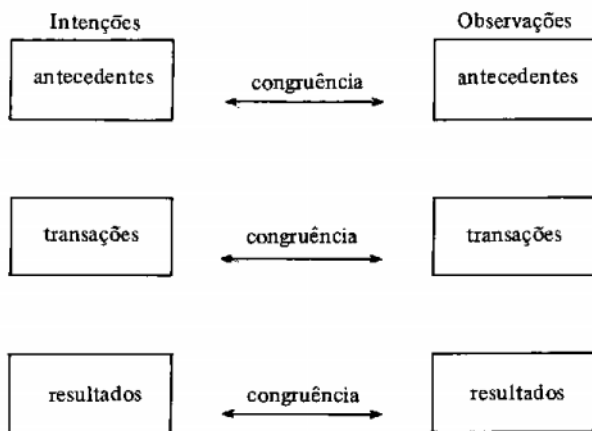 Intenções Observações
antecedentes congruência antecedentes
transações congruência transações
resultados congruência resultados